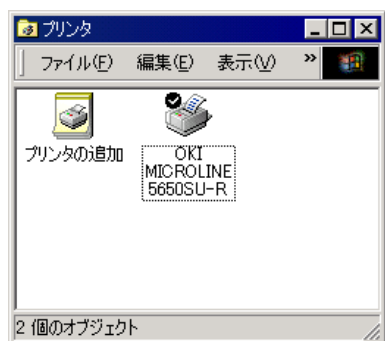 プリンタ
ファイル(F) 編集(E) 表示(V) »
プリンタの追加
OKI
MICROLINE
5650SU-R
2 個のオブジェクト